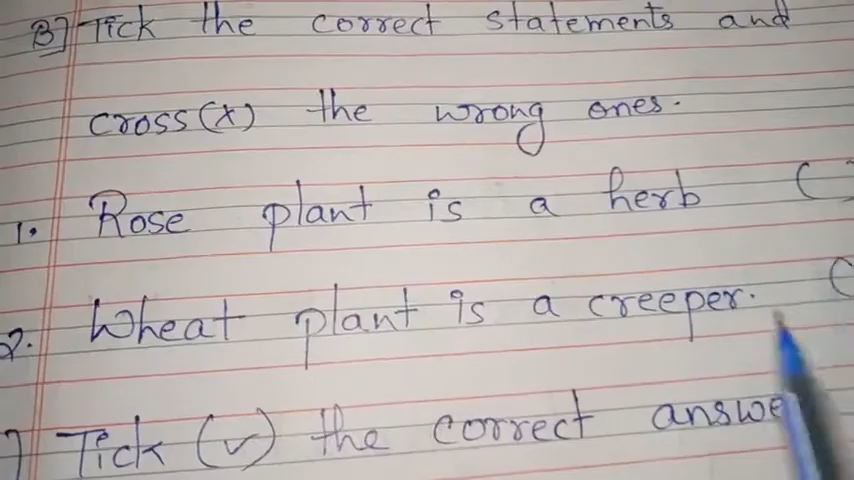 B] Tick the correct statements and
cross(x) the wrong ones.
1. Rose plant is a herb (
2. Wheat plant is a creeper. (
] Tick (✓) the correct answe